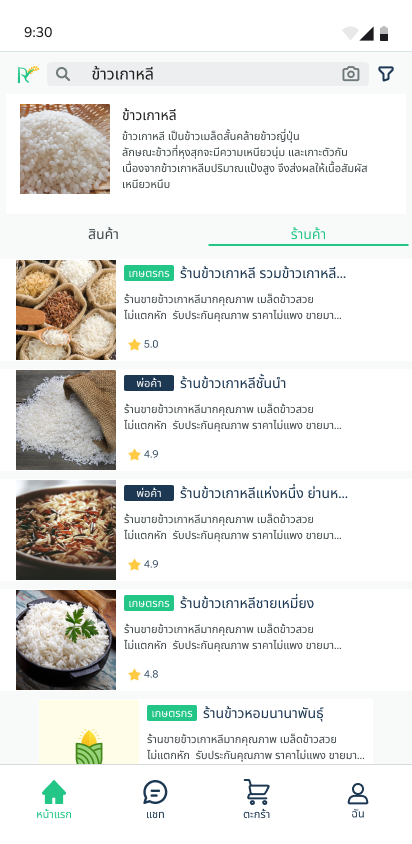 9:30
R
ข้าวเกาหลี
ข้าวเกาหลี
ข้าวเกาหลี เป็นข้าวเมล็ดสั้นคล้ายข้าวญี่ปุ่น
ลักษณะข้าวที่หุงสุกจะมีความเหนียวนุ่ม และเกาะตัวกัน
เนื่องจากข้าวเกาหลีมปริมาณแป้งสูง จึงส่งผลให้เนื้อสัมผัส
เหนียวหนึบ
สินค้า
ร้านค้า
เกษตรกร ร้านข้าวเกาหลี รวมข้าวเกาหลี...
ร้านขายข้าวเกาหลีมากคุณภาพ เมล็ดข้าวสวย
ไม่แตกหัก รับประกันคุณภาพ ราคาไม่แพง ขายมา...
5.0
พ่อค้า ร้านข้าวเกาหลีชั้นนำ
ร้านขายข้าวเกาหลีมากคุณภาพ เมล็ดข้าวสวย
ไม่แตกหัก รับประกันคุณภาพ ราคาไม่แพง ขายมา...
4.9
พ่อค้า ร้านข้าวเกาหลีแห่งหนึ่ง ย่านห...
ร้านขายข้าวเกาหลีมากคุณภาพ เมล็ดข้าวสวย
ไม่แตกหัก รับประกันคุณภาพ ราคาไม่แพง ขายมา...
4.9
เกษตรกร ร้านข้าวเกาหลีชายเหมี่ยง
ร้านขายข้าวเกาหลีมากคุณภาพ เมล็ดข้าวสวย
ไม่แตกหัก รับประกันคุณภาพ ราคาไม่แพง ขายมา...
4.8
เกษตรกร ร้านข้าวหอมนานาพันธุ์
ร้านขายข้าวเกาหลีมากคุณภาพ เมล็ดข้าวสวย
ไม่แตกหัก รับประกันคุณภาพ ราคาไม่แพง ขายมา...
หน้าแรก
แชท
ตะกร้า
ฉัน